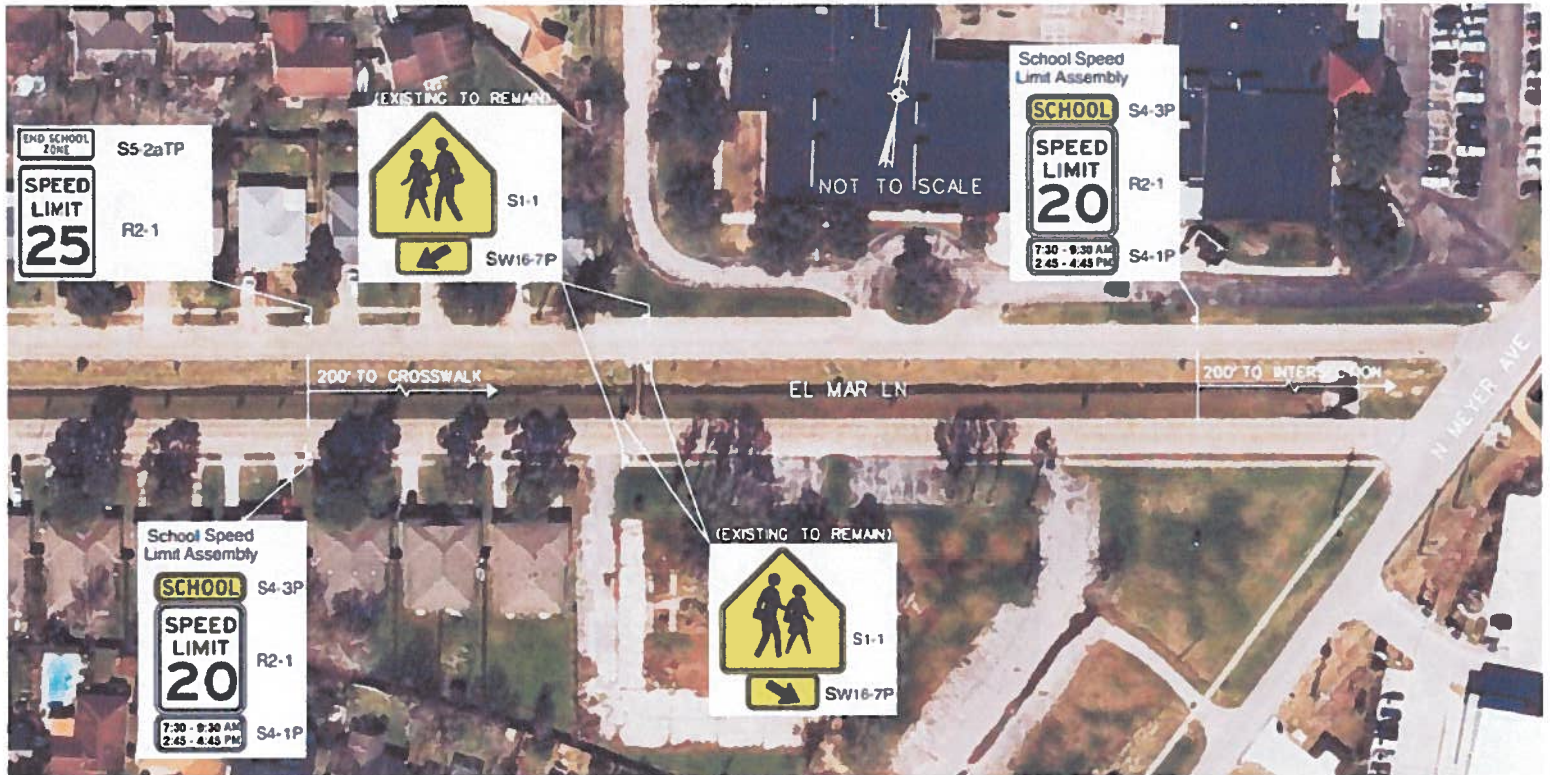 END SCHOOL
ZONE
S5-2aTP
SPEED
LIMIT
25
R2-1
(EXISTING TO REMAIN)
S1-1
SW16-7P
NOT TO SCALE
School Speed
Limit Assembly
SCHOOL
S4-3P
SPEED
LIMIT
20
R2-1
7:30 - 9:30 AM
2:45 - 4:45 PM
S4-1P
200' TO CROSSWALK
EL MAR LN
200' TO INTERSECTION
N MEYER AVE
School Speed
Limit Assembly
SCHOOL
S4-3P
SPEED
LIMIT
20
R2-1
7:30 - 9:30 AM
2:45 - 4:45 PM
S4-1P
(EXISTING TO REMAIN)
S1-1
SW16-7P